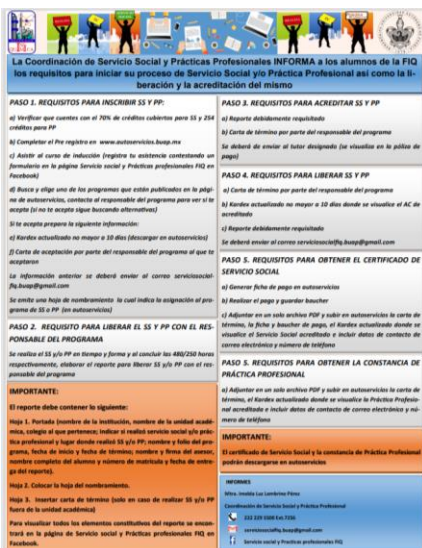 La Coordinación de Servicio Social y Prácticas Profesionales INFORMA a los alumnos de la FIQ
los requisitos para iniciar su proceso de Servicio Social y/o Práctica Profesional así como la li-
beración y la acreditación del mismo
PASO 1. REQUISITOS PARA INSCRIBIR SS Y PP:
a) Verificar que cuentes con el 70% de créditos cubiertos para SS y 254
créditos para PP
b) Completar el Pre registro en www.autoservicios.buap.mx
c) Asistir al curso de inducción (registra tu asistencia contestando un
formulario en la página Servicio social y Prácticas profesionales FIQ en
Facebook)
d) Busca y elige uno de los programas que están publicados en la pági-
na de autoservicios, contacta al responsable del programa para ver si te
acepta (si no te acepta sigue buscando alternativas)
Si te acepta prepara la siguiente información:
e) Kardex actualizado no mayor a 10 días (descargar en autoservicios)
f) Carta de aceptación por parte del responsable del programa al que te
aceptaron
La información anterior se deberá enviar al correo serviciosocial-
fiq.buap@gmail.com
Se emite una hoja de nombramiento la cual indica la asignación al pro-
grama de SS o PP (en autoservicios)
PASO 2. REQUISITO PARA LIBERAR EL SS Y PP CON EL RES-
PONSABLE DEL PROGRAMA
Se realiza el SS y/o PP en tiempo y forma y al concluir las 480/250 horas
respectivamente, elaborar el reporte para liberar SS y/o PP con el res-
ponsable del programa
IMPORTANTE:
El reporte debe contener lo siguiente:
Hoja 1. Portada (nombre de la institución, nombre de la unidad acadé-
mica, colegio al que pertenece; indicar si realizó servicio social y/o prác-
tica profesional y lugar donde realizó SS y/o PP; nombre y folio del pro-
grama, fecha de inicio y fecha de término; nombre y firma del asesor,
nombre completo del alumno y número de matrícula y fecha de entre-
ga del reporte).
Hoja 2. Colocar la hoja del nombramiento.
Hoja 3. Insertar carta de término (solo en caso de realizar SS y/o PP
fuera de la unidad académica)
Para visualizar todos los elementos constitutivos del reporte se encon-
trará en la página de Servicio social y Prácticas profesionales FIQ en
Facebook.
PASO 3. REQUISITOS PARA ACREDITAR SS Y PP
a) Reporte debidamente requisitado
b) Carta de término por parte del responsable del programa
Se deberá de enviar al tutor designado (se visualiza en la póliza de
pago)
PASO 4. REQUISITOS PARA LIBERAR SS Y PP
a) Carta de término por parte del responsable del programa
b) Kardex actualizado no mayor a 10 días donde se visualice el AC de
acreditado
c) Reporte debidamente requisitado
Se deberá enviar al correo serviciosocialfiq.buap@gmail.com
PASO 5. REQUISITOS PARA OBTENER EL CERTIFICADO DE
SERVICIO SOCIAL
a) Generar ficha de pago en autoservicios
b) Realizar el pago y guardar baucher
c) Adjuntar en un solo archivo PDF y subir en autoservicios la carta de
término, la ficha y baucher de pago, el Kardex actualizado donde se
visualice el Servicio Social acreditado e incluir datos de contacto de
correo electrónico y número de teléfono
PASO 5. REQUISITOS PARA OBTENER LA CONSTANCIA DE
PRÁCTICA PROFESIONAL
a) Adjuntar en un solo archivo PDF y subir en autoservicios la carta de
término, el Kardex actualizado donde se visualice la Práctica Profesio-
nal acreditada e incluir datos de contacto de correo electrónico y nú-
mero de teléfono
IMPORTANTE:
El certificado de Servicio Social y la constancia de Práctica Profesional
podrán descargarse en autoservicios
INFORMES
Mtra. Imelda Luz Lembrino Pérez
Coordinación de Servicio Social y Práctica Profesional
serviciosocialfiq.buap@gmail.com
Servicio social y Practicas profesionales FIQ